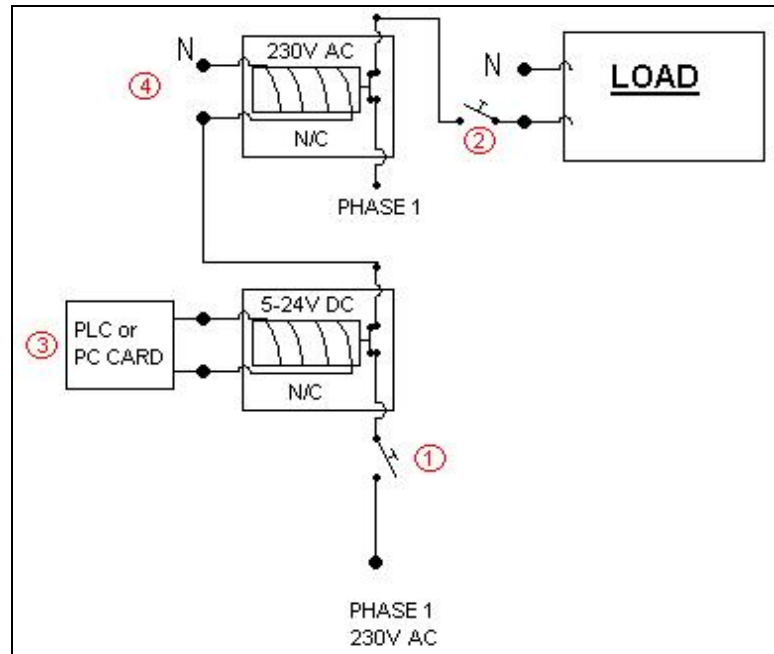 N
230V AC
4
N/C
PHASE 1
N
LOAD
2
5-24V DC
PLC or
PC CARD
3
N/C
1
PHASE 1
230V AC